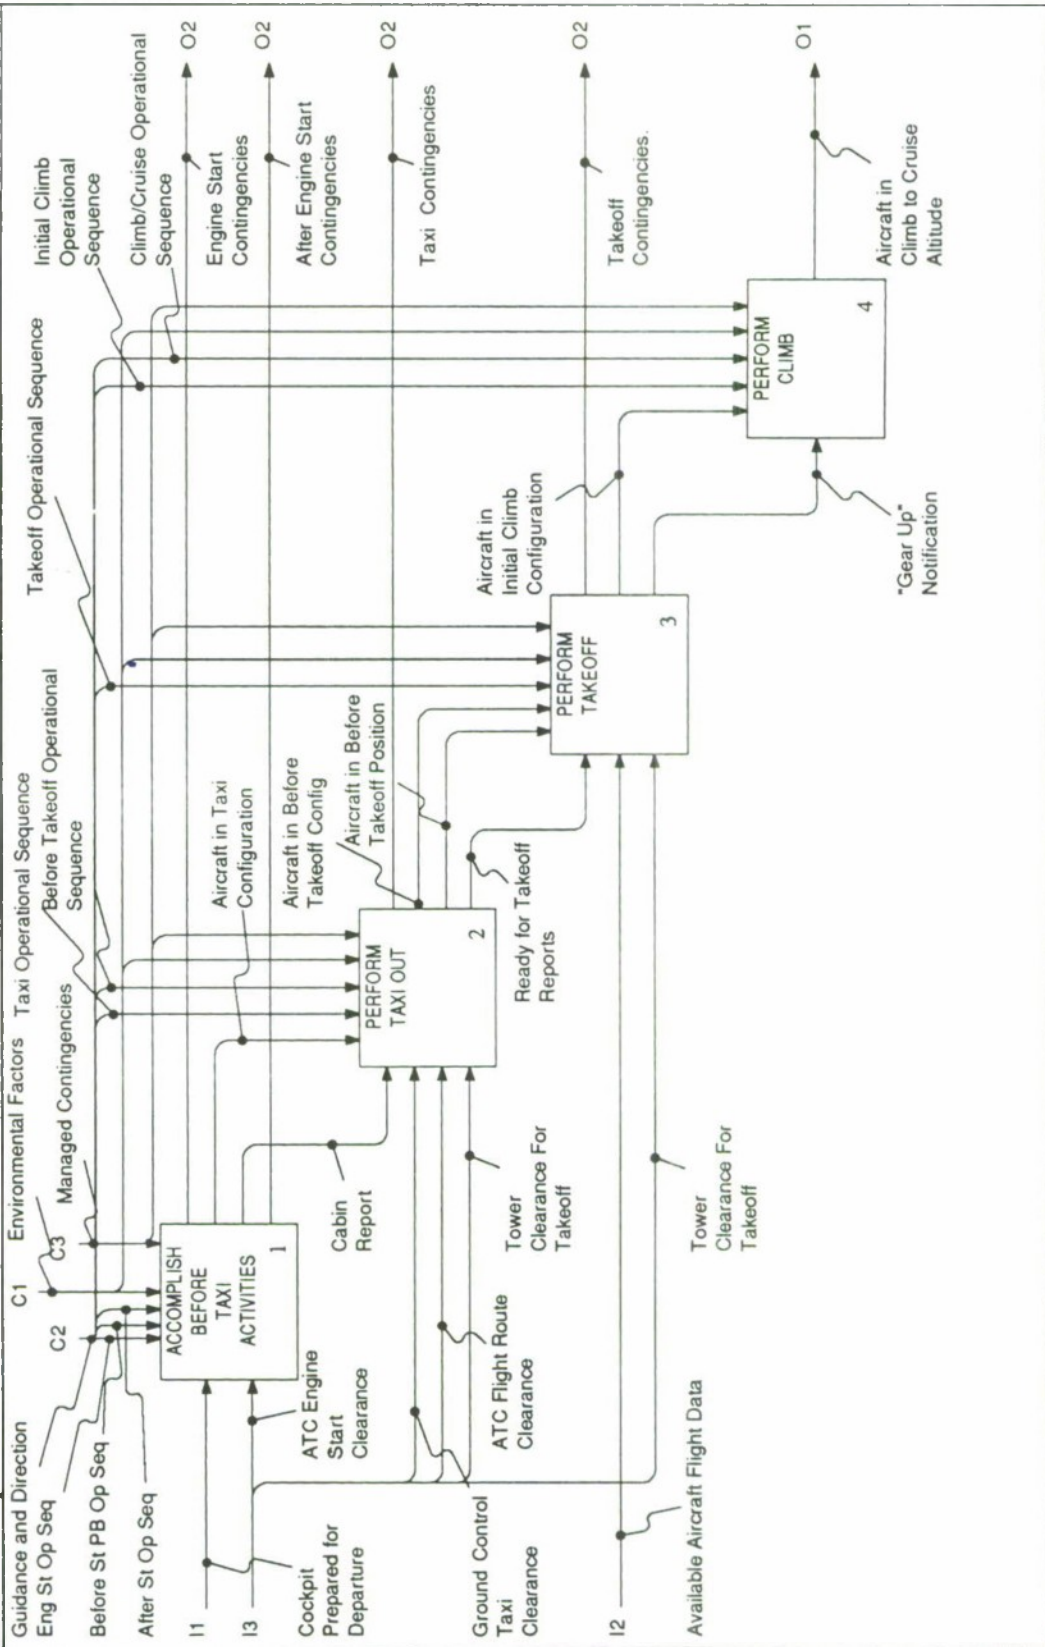 Guidance and Direction
Eng St Op Seq
Before St PB Op Seq
After St Op Seq
C2
C1
C3
Environmental Factors
Managed Contingencies
Taxi Operational Sequence
Before Takeoff Operational
Sequence
Takeoff Operational Sequence
Initial Climb
Operational
Sequence
Climb/Cruise Operational
Sequence
O2
Engine Start
Contingencies
O2
After Engine Start
Contingencies
O2
Taxi Contingencies
O2
Takeoff
Contingencies.
O1
Aircraft in
Climb to Cruise
Altitude
I1
I3
Cockpit
Prepared for
Departure
ATC Engine
Start
Clearance
ACCOMPLISH
BEFORE
TAXI
ACTIVITIES
1
Aircraft in Taxi
Configuration
Cabin
Report
Ground Control
Taxi
Clearance
ATC Flight Route
Clearance
Tower
Clearance For
Takeoff
PERFORM
TAXI OUT
2
Aircraft in Before
Takeoff Config
Aircraft in Before
Takeoff Position
Ready for Takeoff
Reports
I2
Available Aircraft Flight Data
Tower
Clearance For
Takeoff
PERFORM
TAKEOFF
3
Aircraft in
Initial Climb
Configuration
"Gear Up"
Notification
PERFORM
CLIMB
4